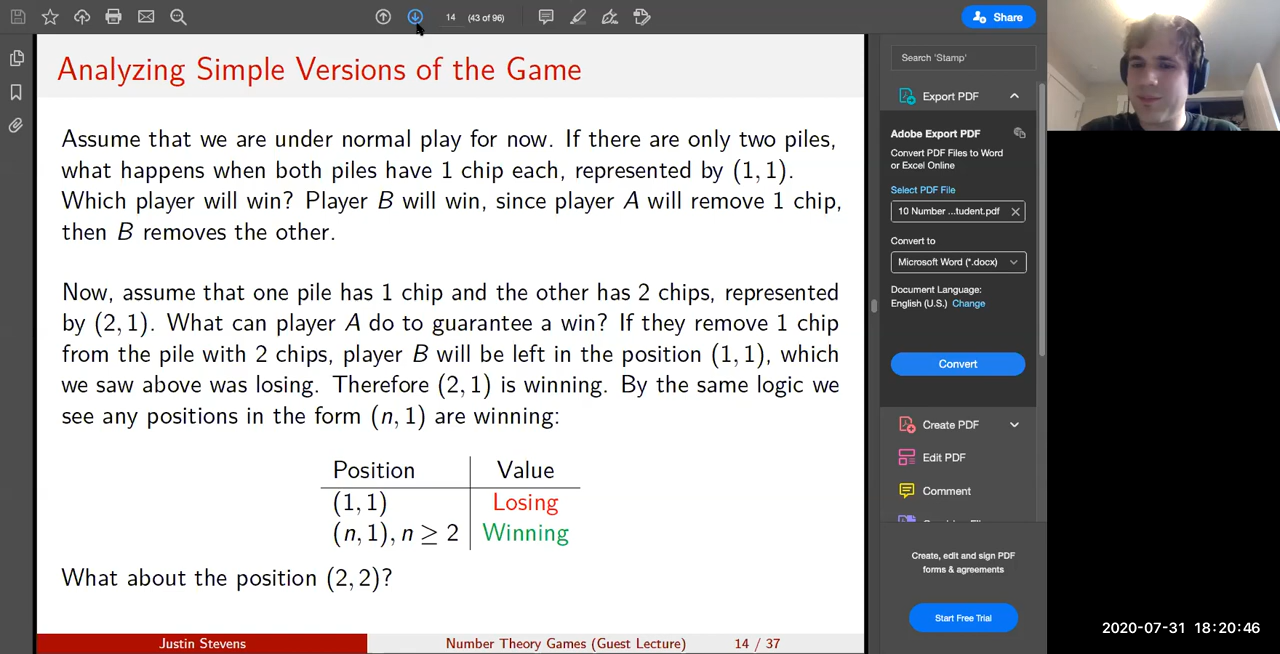 14 (43 of 96)
Share
Analyzing Simple Versions of the Game
Assume that we are under normal play for now. If there are only two piles,
what happens when both piles have 1 chip each, represented by (1, 1).
Which player will win? Player B will win, since player A will remove 1 chip,
then B removes the other.
Now, assume that one pile has 1 chip and the other has 2 chips, represented
by (2, 1). What can player A do to guarantee a win? If they remove 1 chip
from the pile with 2 chips, player B will be left in the position (1, 1), which
we saw above was losing. Therefore (2, 1) is winning. By the same logic we
see any positions in the form (n, 1) are winning:
Position Value
(1, 1) Losing
(n, 1), n ≥ 2 Winning
What about the position (2, 2)?
Justin Stevens Number Theory Games (Guest Lecture) 14 / 37
Search 'Stamp'
Export PDF
Adobe Export PDF
Convert PDF Files to Word
or Excel Online
Select PDF File
10 Number ...tudent.pdf
Convert to
Microsoft Word (*.docx)
Document Language:
English (U.S.) Change
Convert
Create PDF
Edit PDF
Comment
Create, edit and sign PDF
forms & agreements
Start Free Trial
2020-07-31 18:20:46